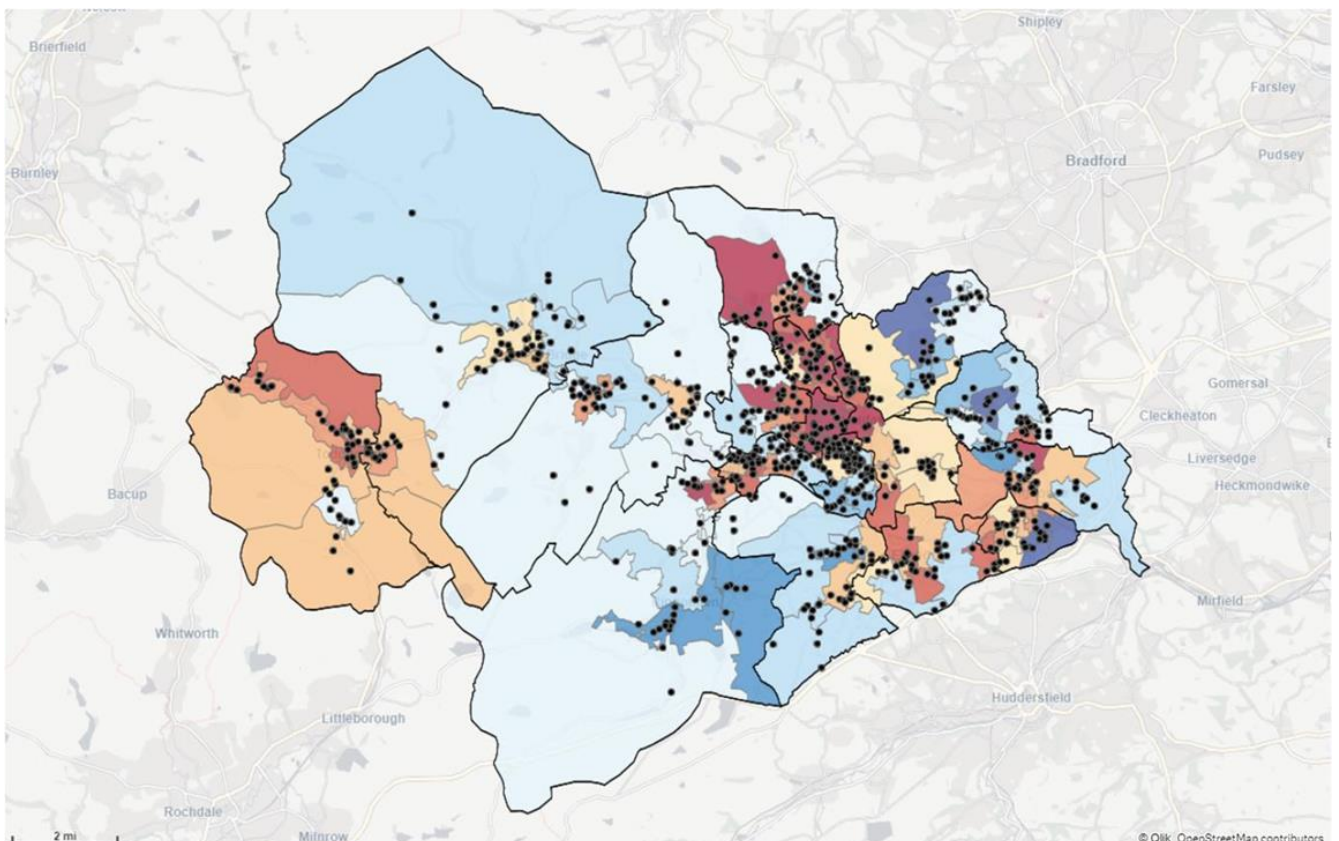 Nelson
Shipley
Brierfield
Farsley
Pudsey
Bradford
Burnley
Gomersal
Cleckheaton
Liversedge
Heckmondwike
Bacup
Mirfield
Whitworth
Huddersfield
Littleborough
Rochdale
2 mi
Milnrow
© Qlik, OpenStreetMap contributors